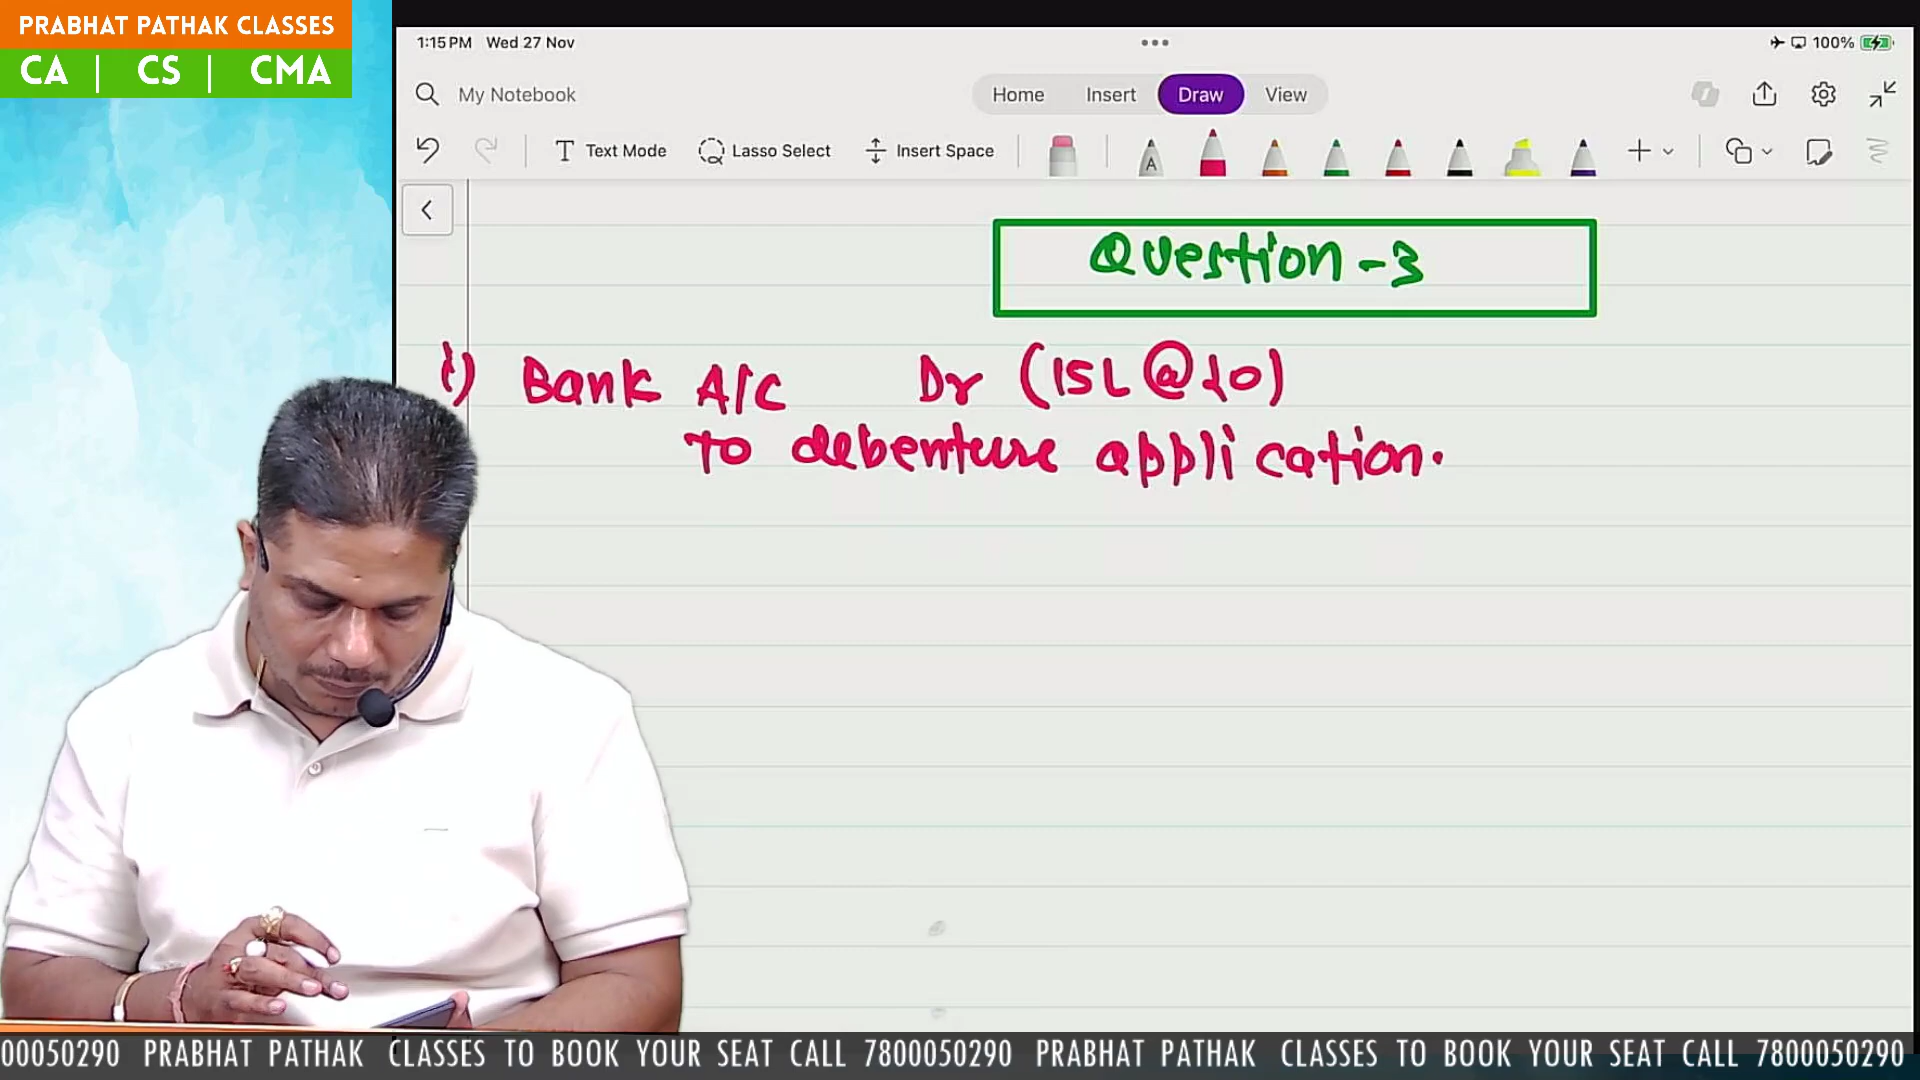 PRABHAT PATHAK CLASSES
CA | CS | CMA
1:15 PM Wed 27 Nov
100%
My Notebook
Home Insert Draw View
Text Mode Lasso Select Insert Space
A
Question-3
1) Bank A/C Dr (15L@10)
To debenture application.
00050290 PRABHAT PATHAK CLASSES TO BOOK YOUR SEAT CALL 7800050290 PRABHAT PATHAK CLASSES TO BOOK YOUR SEAT CALL 7800050290